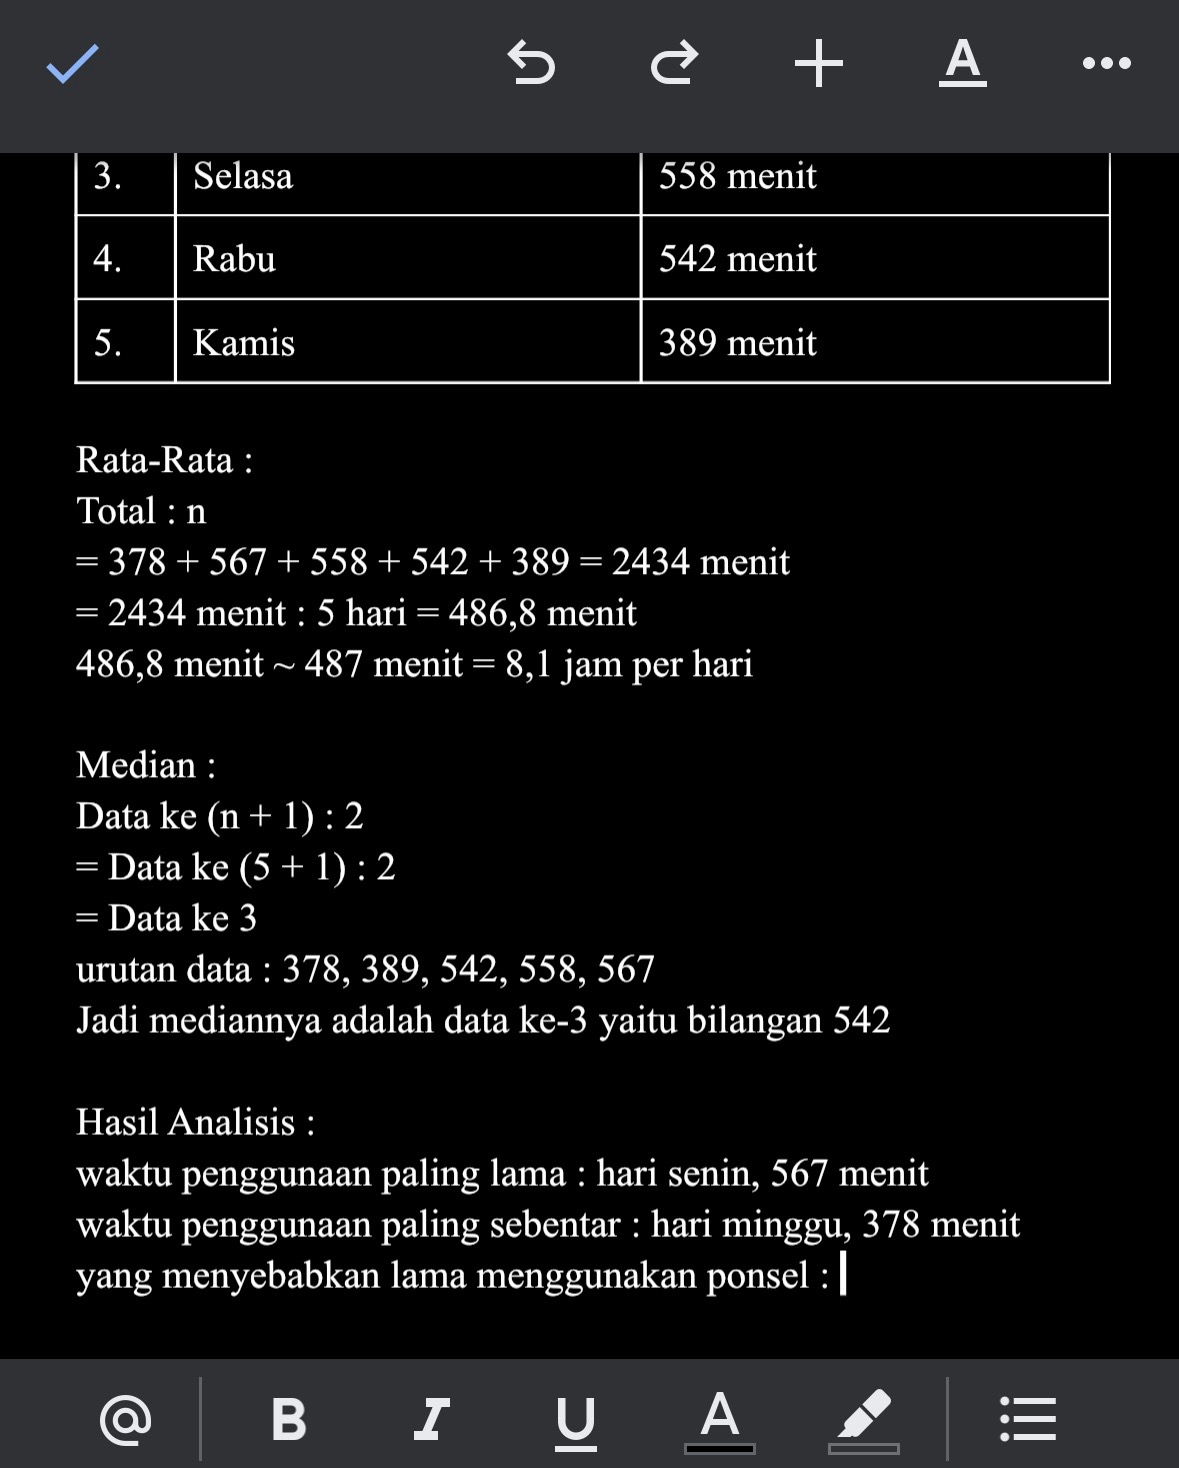 A
3. Selasa 558 menit
4. Rabu 542 menit
5. Kamis 389 menit
Rata-Rata :
Total : n
= 378 + 567 + 558 + 542 + 389 = 2434 menit
= 2434 menit : 5 hari = 486,8 menit
486,8 menit ~ 487 menit = 8,1 jam per hari
Median :
Data ke (n + 1) : 2
= Data ke (5 + 1) : 2
= Data ke 3
urutan data : 378, 389, 542, 558, 567
Jadi mediannya adalah data ke-3 yaitu bilangan 542
Hasil Analisis :
waktu penggunaan paling lama : hari senin, 567 menit
waktu penggunaan paling sebentar : hari minggu, 378 menit
yang menyebabkan lama menggunakan ponsel :
@ B I U A